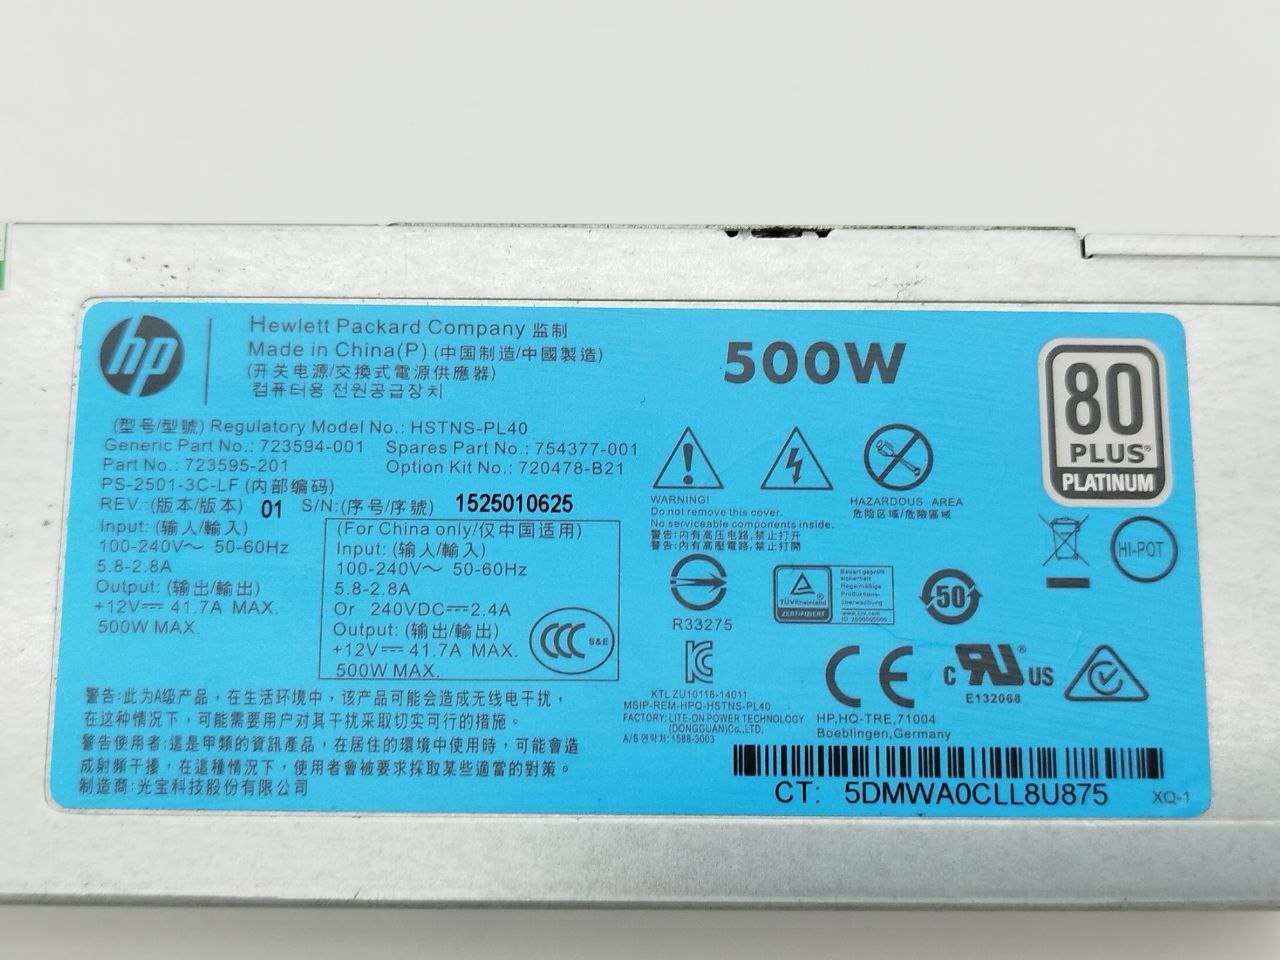 hp
Hewlett Packard Company 监制
Made in China(P) (中国制造/中國製造)
(开关电源/交换式電源供應器)
컴퓨터용 전원공급장치
500W
80
PLUS®
PLATINUM
(型号/型號) Regulatory Model No.: HSTNS-PL40
Generic Part No.: 723594-001 Spares Part No.: 754377-001
Part No.: 723595-201 Option Kit No.: 720478-B21
PS-2501-3C-LF (内部编码)
REV.:(版本/版本) 01 S/N:(序号/序號) 1525010625
Input: (输入/輸入)
100-240V～ 50-60Hz
5.8-2.8A
Output: (输出/輸出)
+12V⎓ 41.7A MAX.
500W MAX.
(For China only/仅中国适用)
Input: (输入/輸入)
100-240V～ 50-60Hz
5.8-2.8A
Or 240VDC⎓2.4A
Output: (输出/輸出)
+12V⎓ 41.7A MAX.
500W MAX.
CCC S&E
WARNING!
Do not remove this cover.
No serviceable components inside.
警告:内有高压电路,禁止打开
警告:內有高壓電路,禁止打開
HAZARDOUS AREA
危险区域/危險區域
HI-POT
R33275
TÜVRheinland
ZERTIFIZIERT
Bauart geprüft
Sicherheit
Regelmäßige
Produktions-
überwachung
www.tuv.com
50
KTL ZU10118-14011
MSIP-REM-HPQ-HSTNS-PL40
FACTORY: LITE-ON POWER TECHNOLOGY
(DONGGUAN)Co.,LTD.
A/S 연락처: 1588-3003
CE
c RU US
E132068
HP,HQ-TRE,71004
Boeblingen,Germany
警告:此为A级产品，在生活环境中，该产品可能会造成无线电干扰，
在这种情况下，可能需要用户对其干扰采取切实可行的措施。
警告使用者:這是甲類的資訊產品，在居住的環境中使用時，可能會造
成射頻干擾，在這種情況下，使用者會被要求採取某些適當的對策。
制造商:光宝科技股份有限公司
CT: 5DMWA0CLL8U875
XQ-1